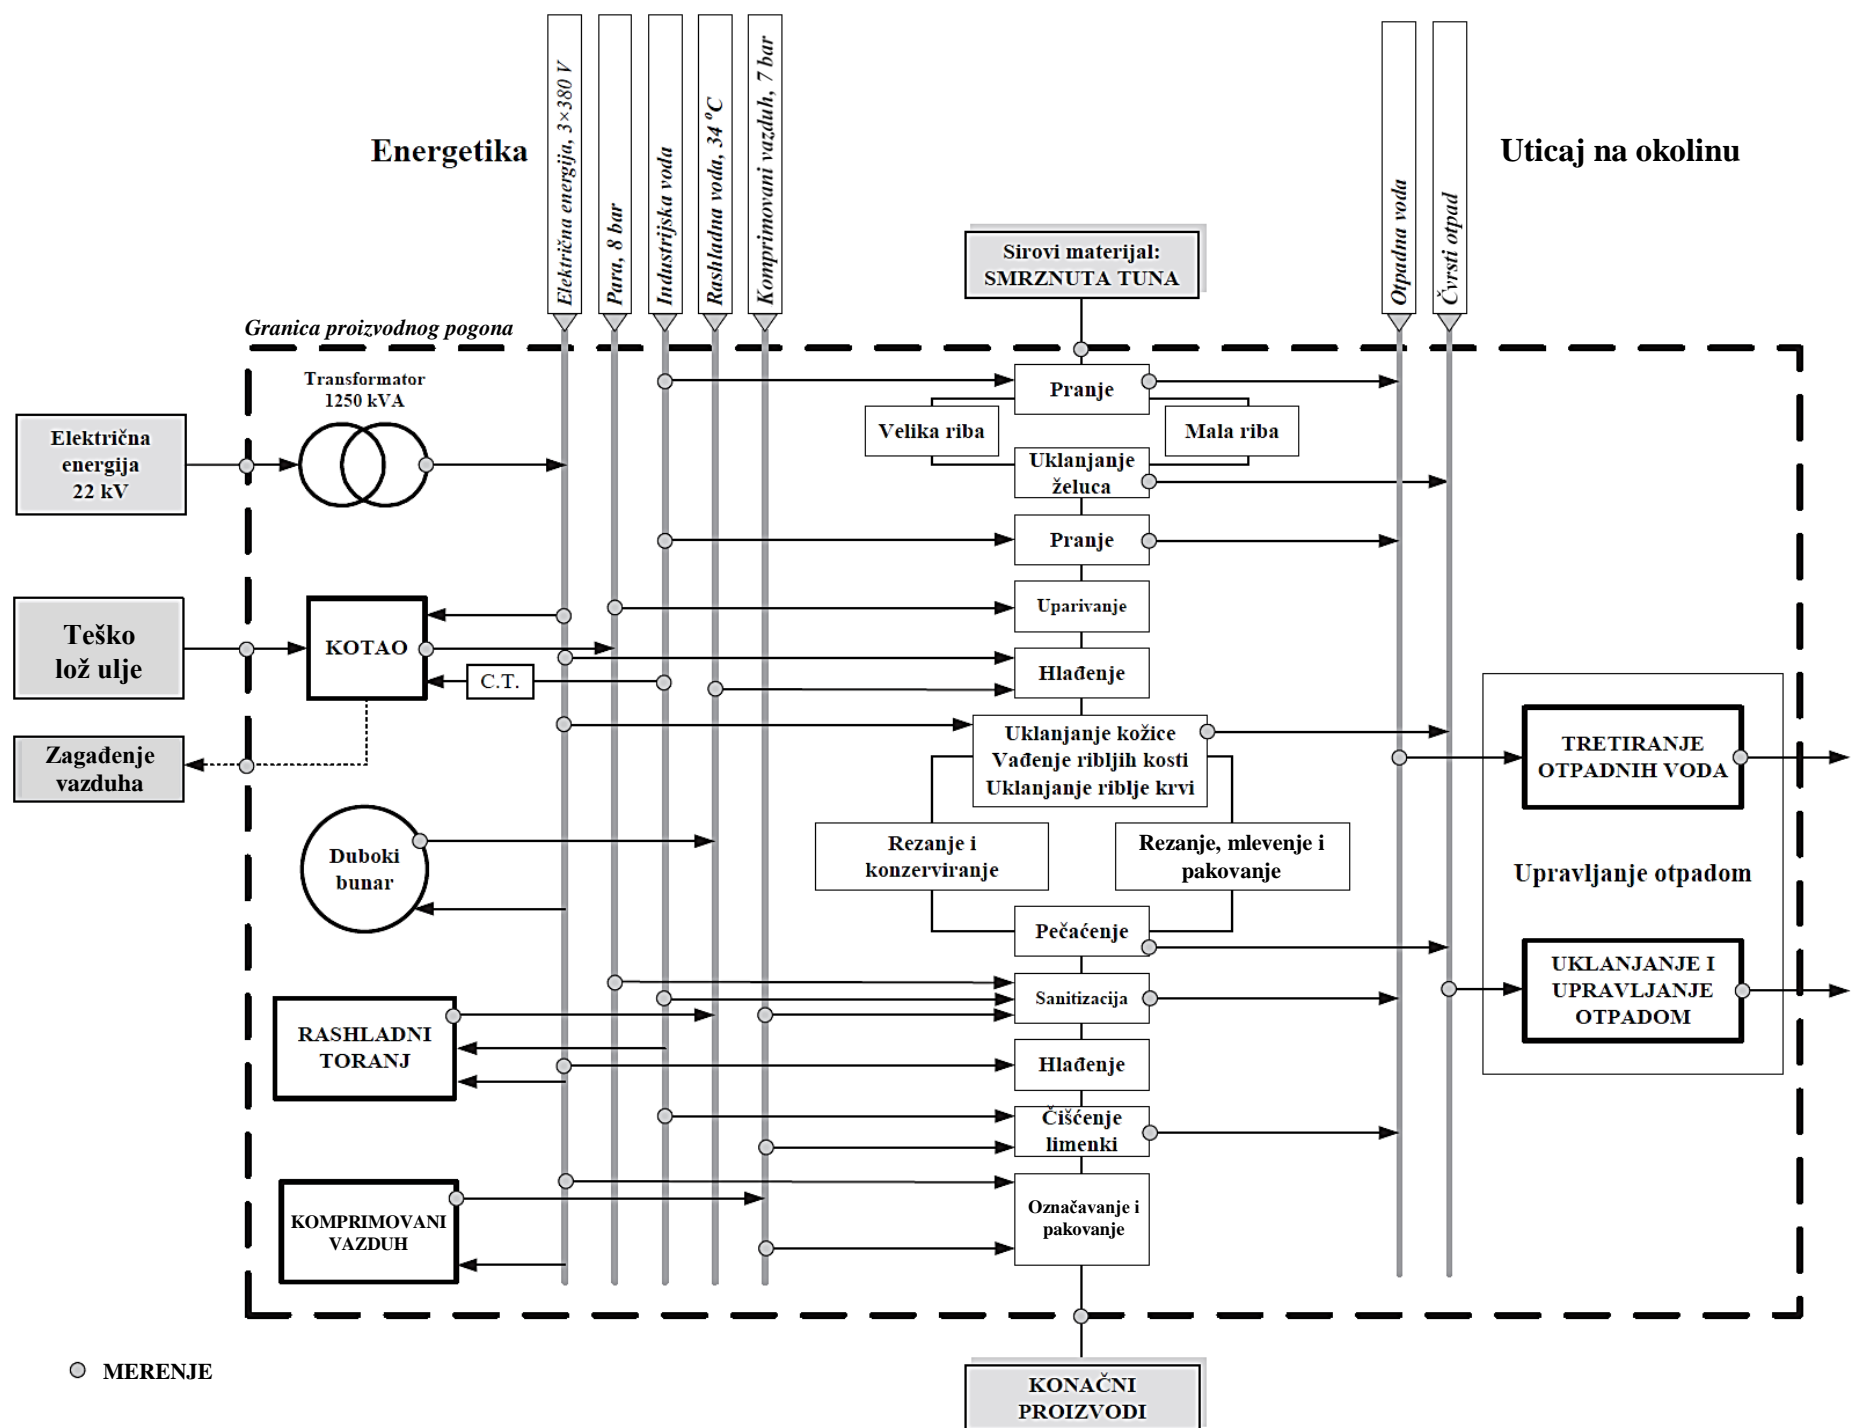 Električna energija, 3×380 V
Para, 8 bar
Industrijska voda
Rashladna voda, 34 °C
Komprimovani vazduh, 7 bar
Otpadna voda
Čvrsti otpad
Energetika
Uticaj na okolinu
Sirovi materijal:
SMRZNUTA TUNA
Granica proizvodnog pogona
Transformator
1250 kVA
Električna
energija
22 kV
Pranje
Velika riba
Mala riba
Uklanjanje
želuca
Pranje
Uparivanje
Teško
lož ulje
KOTAO
C.T.
Hlađenje
Zagađenje
vazduha
Uklanjanje kožice
Vađenje ribljih kosti
Uklanjanje riblje krvi
TRETIRANJE
OTPADNIH VODA
Duboki
bunar
Rezanje i
konzerviranje
Rezanje, mlevenje i
pakovanje
Upravljanje otpadom
Pečaćenje
UKLANJANJE I
UPRAVLJANJE
OTPADOM
Sanitizacija
RASHLADNI
TORANJ
Hlađenje
Čišćenje
limenki
KOMPRIMOVANI
VAZDUH
Označavanje i
pakovanje
MERENJE
KONAČNI
PROIZVODI